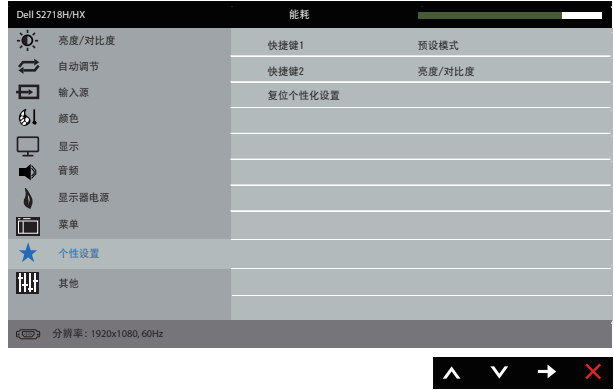 Dell S2718H/HX
能耗
亮度/对比度
自动调节
输入源
颜色
显示
音频
显示器电源
菜单
个性设置
其他
快捷键1 预设模式
快捷键2 亮度/对比度
复位个性化设置
分辨率: 1920x1080, 60Hz